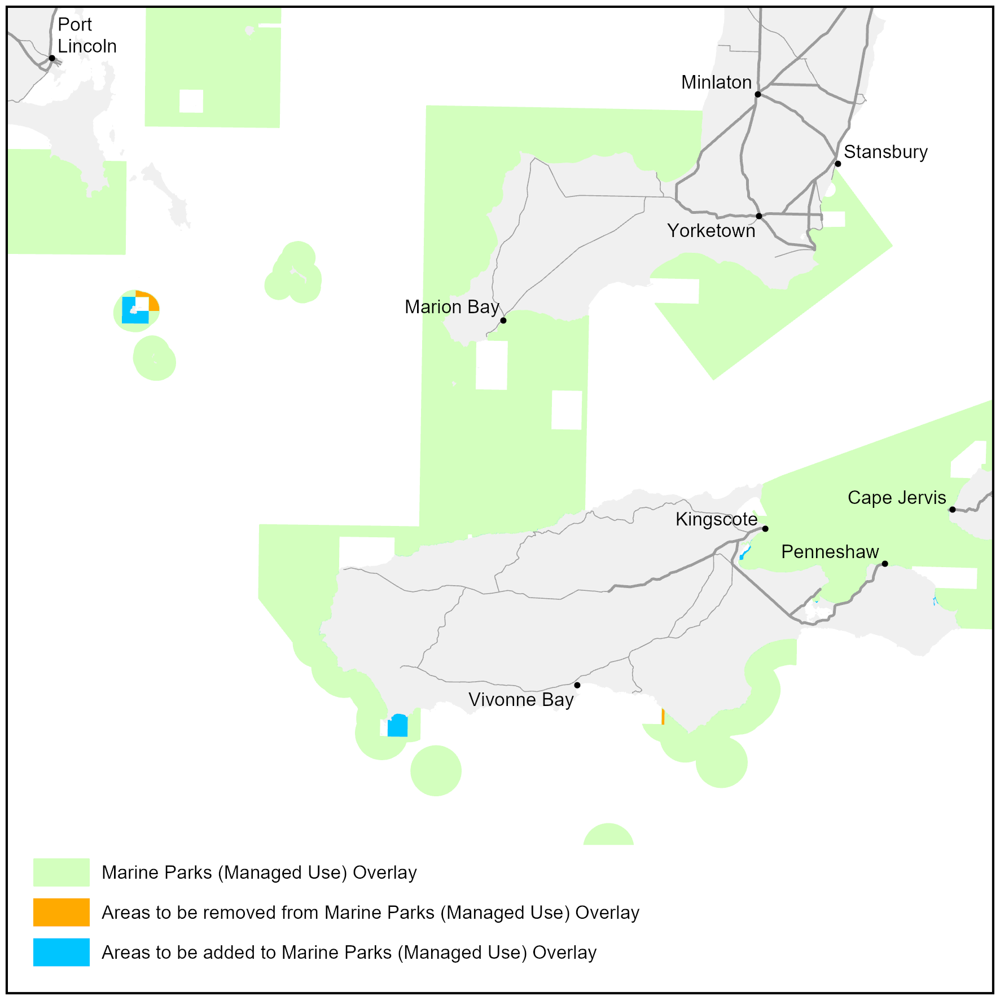 Port
Lincoln
Minlaton
Stansbury
Yorketown
Marion Bay
Cape Jervis
Kingscote
Penneshaw
Vivonne Bay
Marine Parks (Managed Use) Overlay
Areas to be removed from Marine Parks (Managed Use) Overlay
Areas to be added to Marine Parks (Managed Use) Overlay